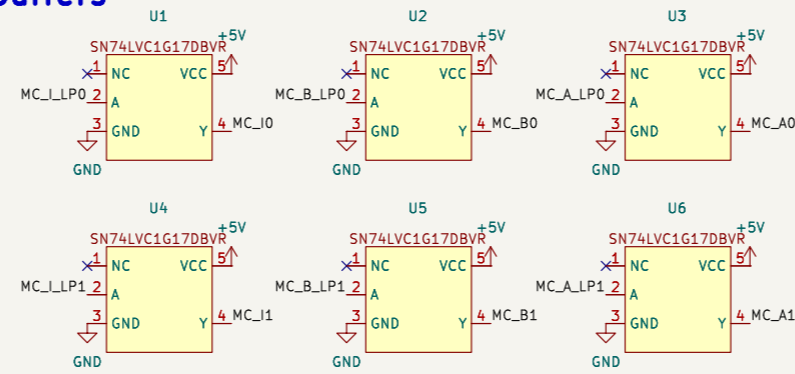 U1 U2 U3
+5V +5V +5V
SN74LVC1G17DBVR SN74LVC1G17DBVR SN74LVC1G17DBVR
1 NC VCC 5 1 NC VCC 5 1 NC VCC 5
MC_I_LP0 2 A MC_B_LP0 2 A MC_A_LP0 2 A
3 GND Y 4 MC_I0 3 GND Y 4 MC_B0 3 GND Y 4 MC_A0
GND GND GND
U4 U5 U6
+5V +5V +5V
SN74LVC1G17DBVR SN74LVC1G17DBVR SN74LVC1G17DBVR
1 NC VCC 5 1 NC VCC 5 1 NC VCC 5
MC_I_LP1 2 A MC_B_LP1 2 A MC_A_LP1 2 A
3 GND Y 4 MC_I1 3 GND Y 4 MC_B1 3 GND Y 4 MC_A1
GND GND GND